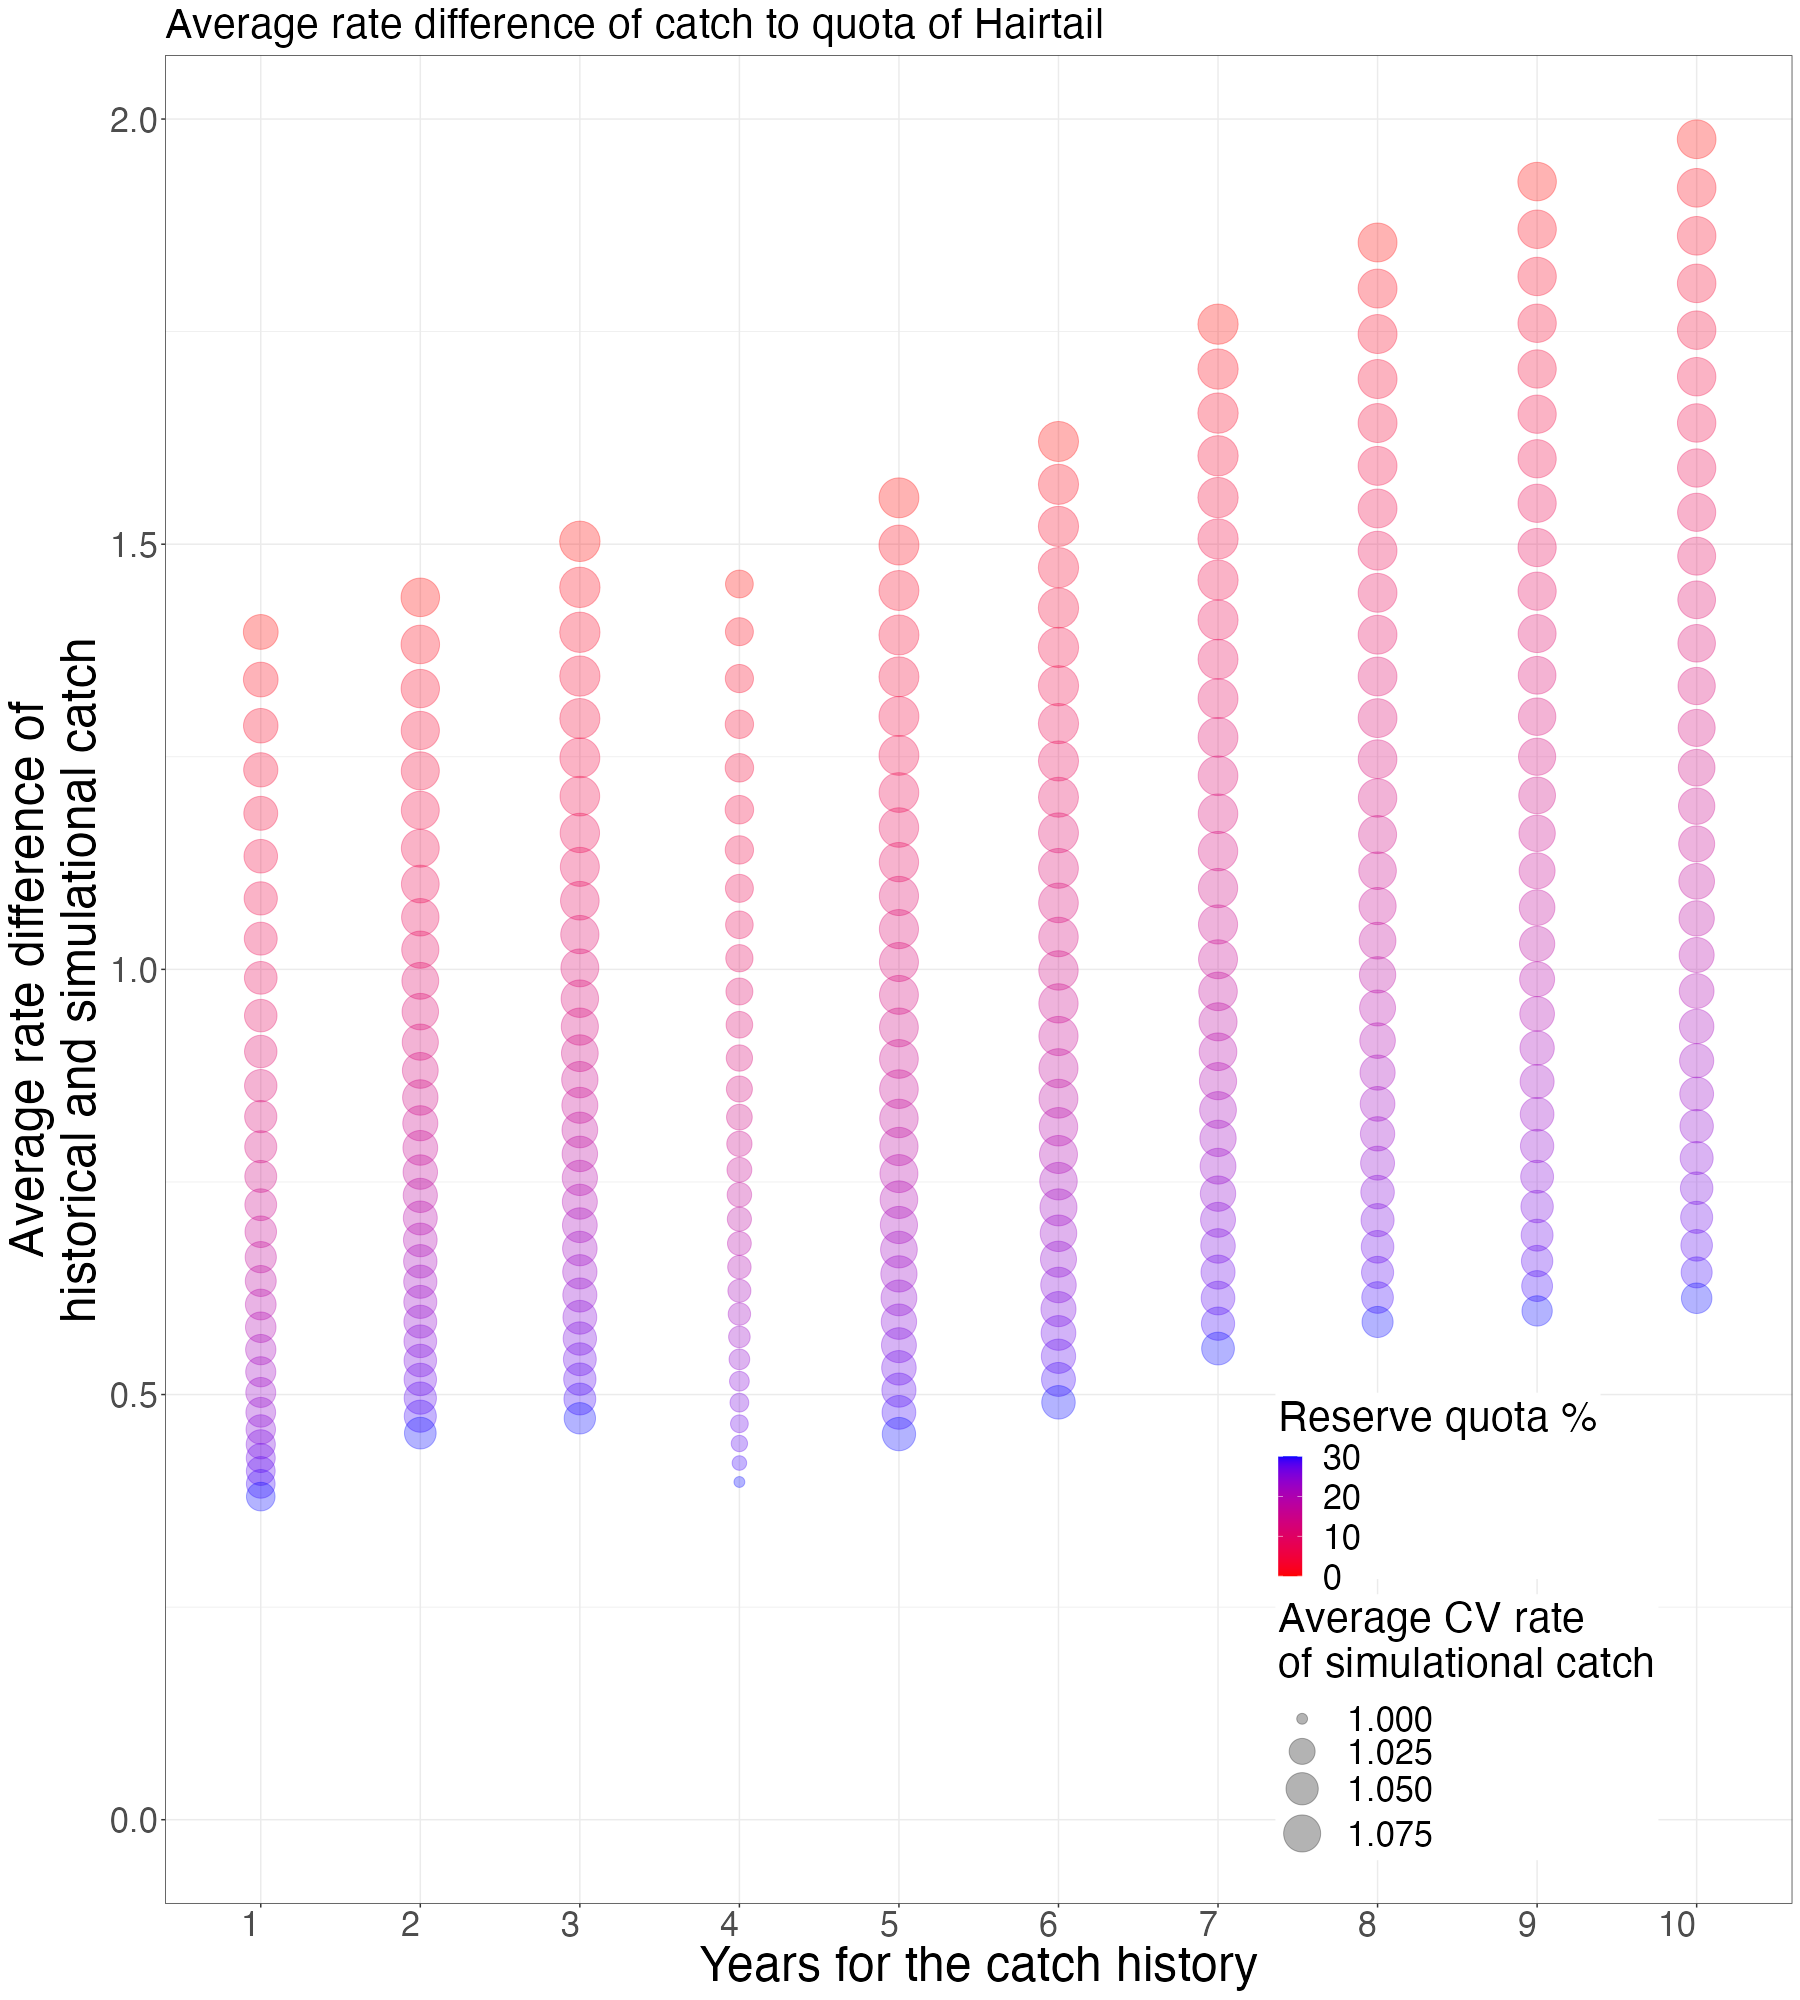 Average rate difference of catch to quota of Hairtail
Average rate difference of
historical and simulational catch
2.0
1.5
1.0
0.5
0.0
Reserve quota %
30
20
10
0
Average CV rate
of simulational catch
1.000
1.025
1.050
1.075
1 2 3 4 5 6 7 8 9 10
Years for the catch history